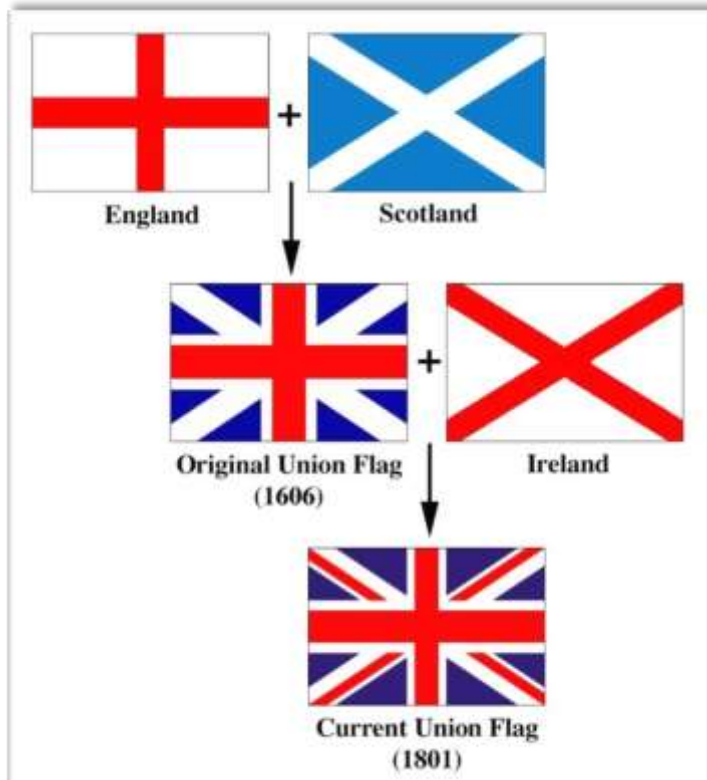 England
Scotland
Original Union Flag
(1606)
Ireland
Current Union Flag
(1801)